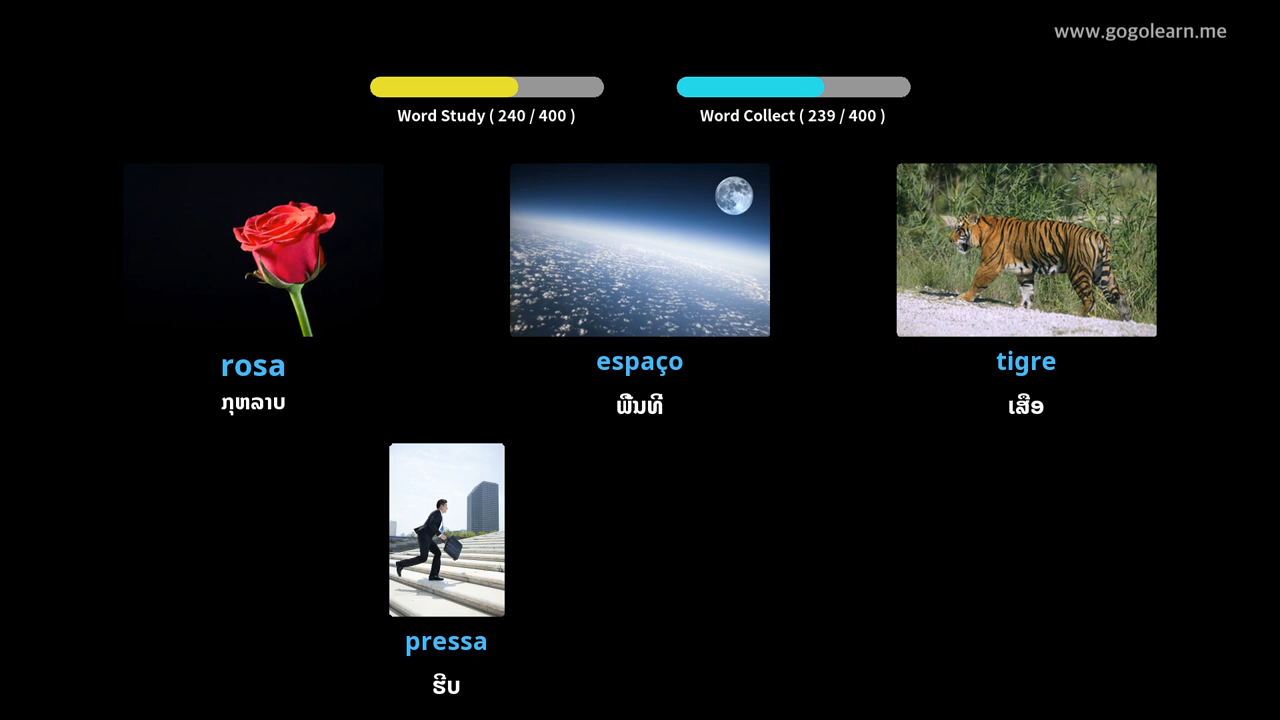 www.gogolearn.me
Word Study ( 240 / 400 )
Word Collect ( 239 / 400 )
rosa
ກຸຫລາບ
espaço
ພື້ນທີ່
tigre
ເສືອ
pressa
ຮີບ